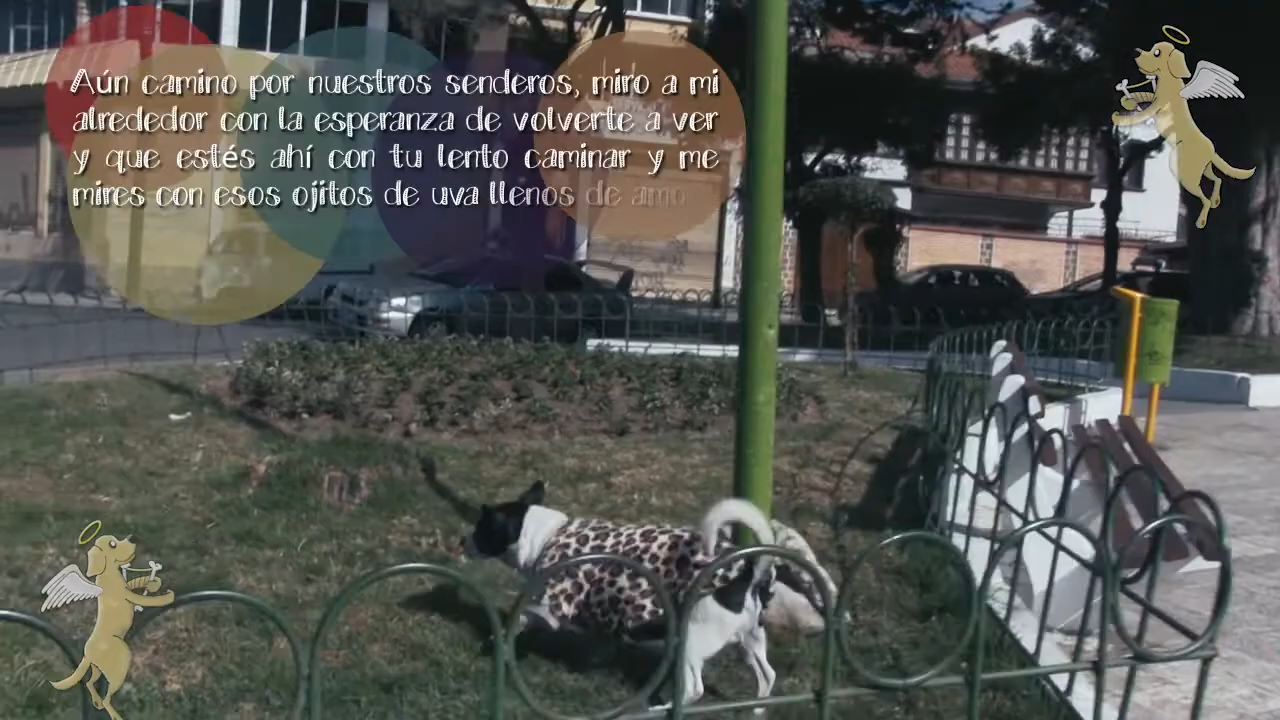 Aún camino por nuestros senderos, miro a mi
alrededor con la esperanza de volverte a ver
y que estés ahí con tu lento caminar y me
mires con esos ojitos de uva llenos de amo